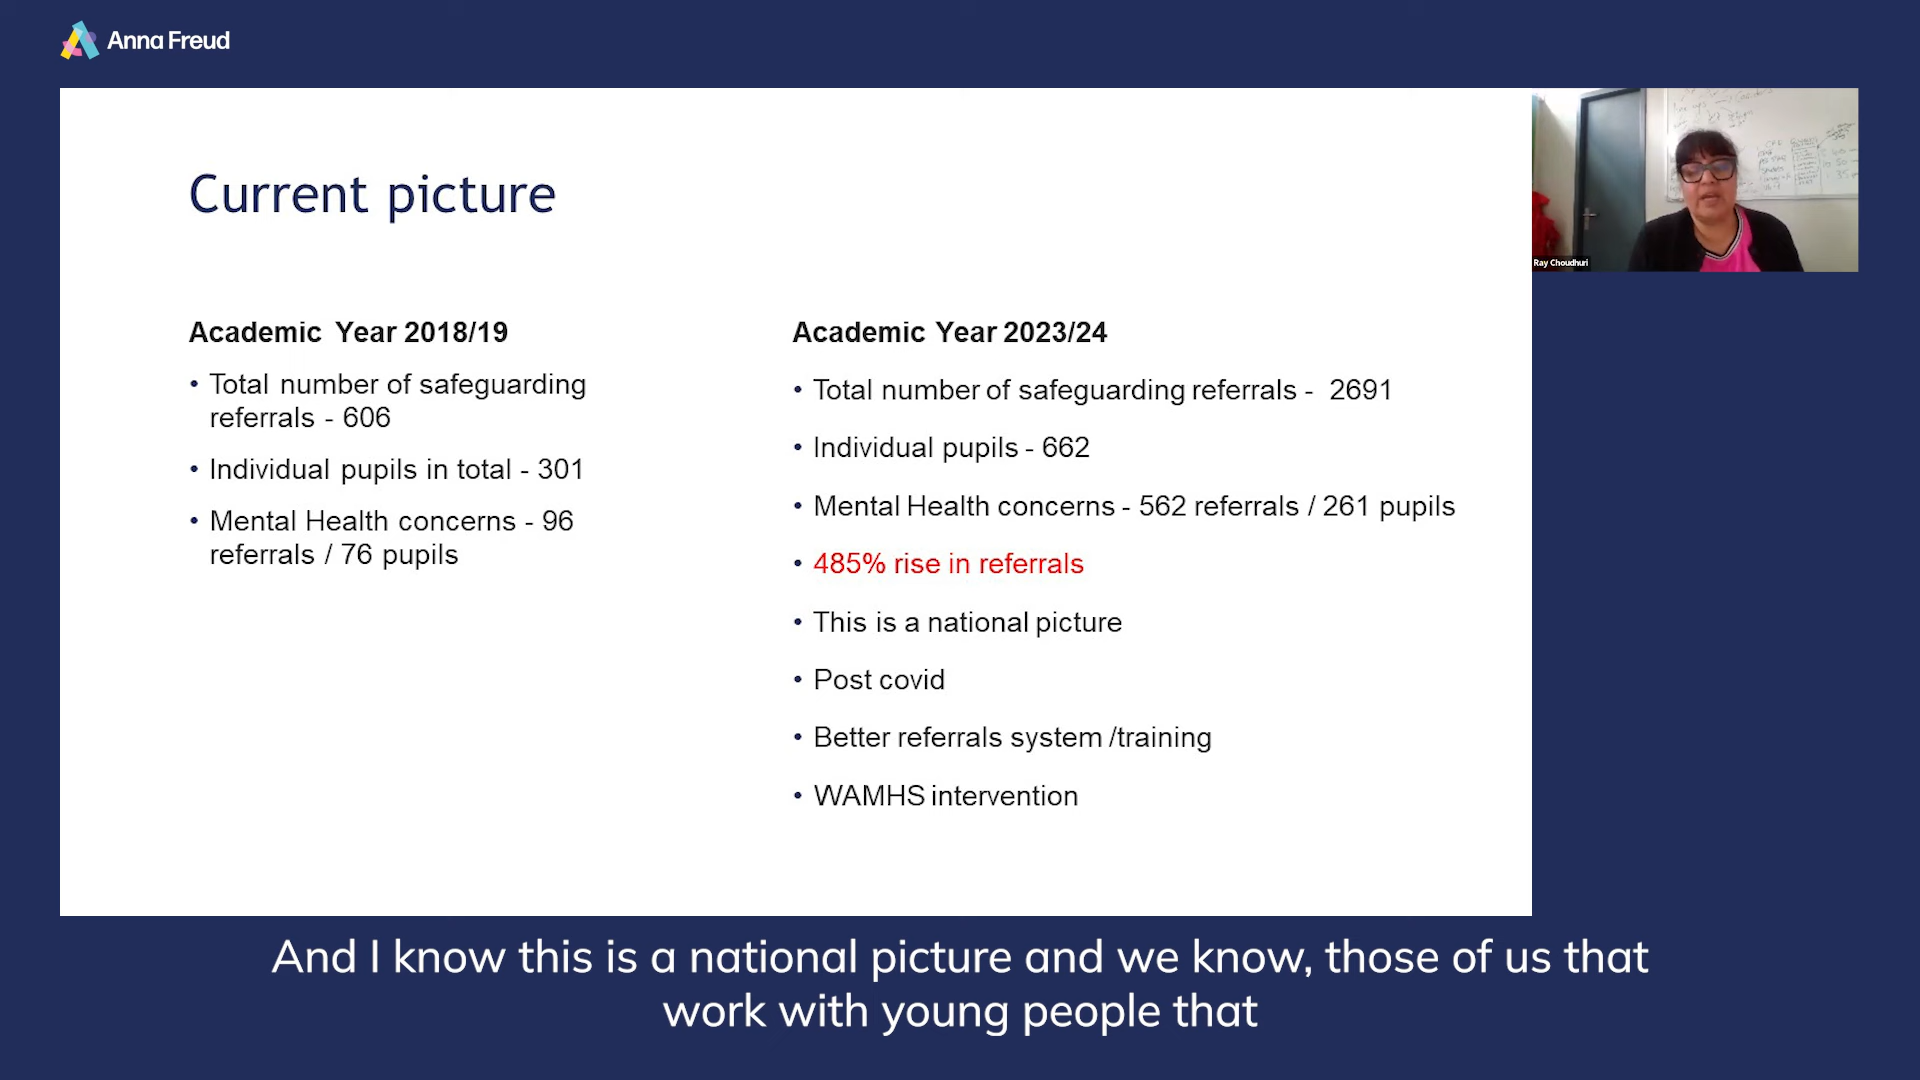 Anna Freud
Current picture
Academic Year 2018/19
• Total number of safeguarding
referrals - 606
• Individual pupils in total - 301
• Mental Health concerns - 96
referrals / 76 pupils
Academic Year 2023/24
• Total number of safeguarding referrals - 2691
• Individual pupils - 662
• Mental Health concerns - 562 referrals / 261 pupils
• 485% rise in referrals
• This is a national picture
• Post covid
• Better referrals system /training
• WAMHS intervention
Ray Choudhuri
And I know this is a national picture and we know, those of us that
work with young people that